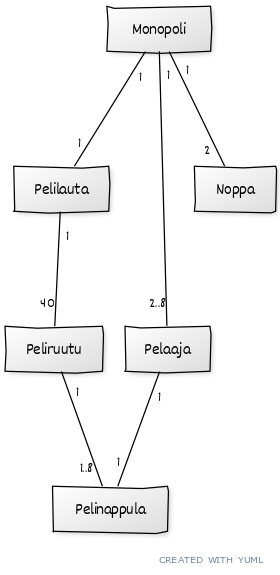 Monopoli
1
1
1
1
2
Pelilauta
Noppa
1
40
2..8
Peliruutu
Pelaaja
1
1
1..8
1
Pelinappula
CREATED WITH YUML